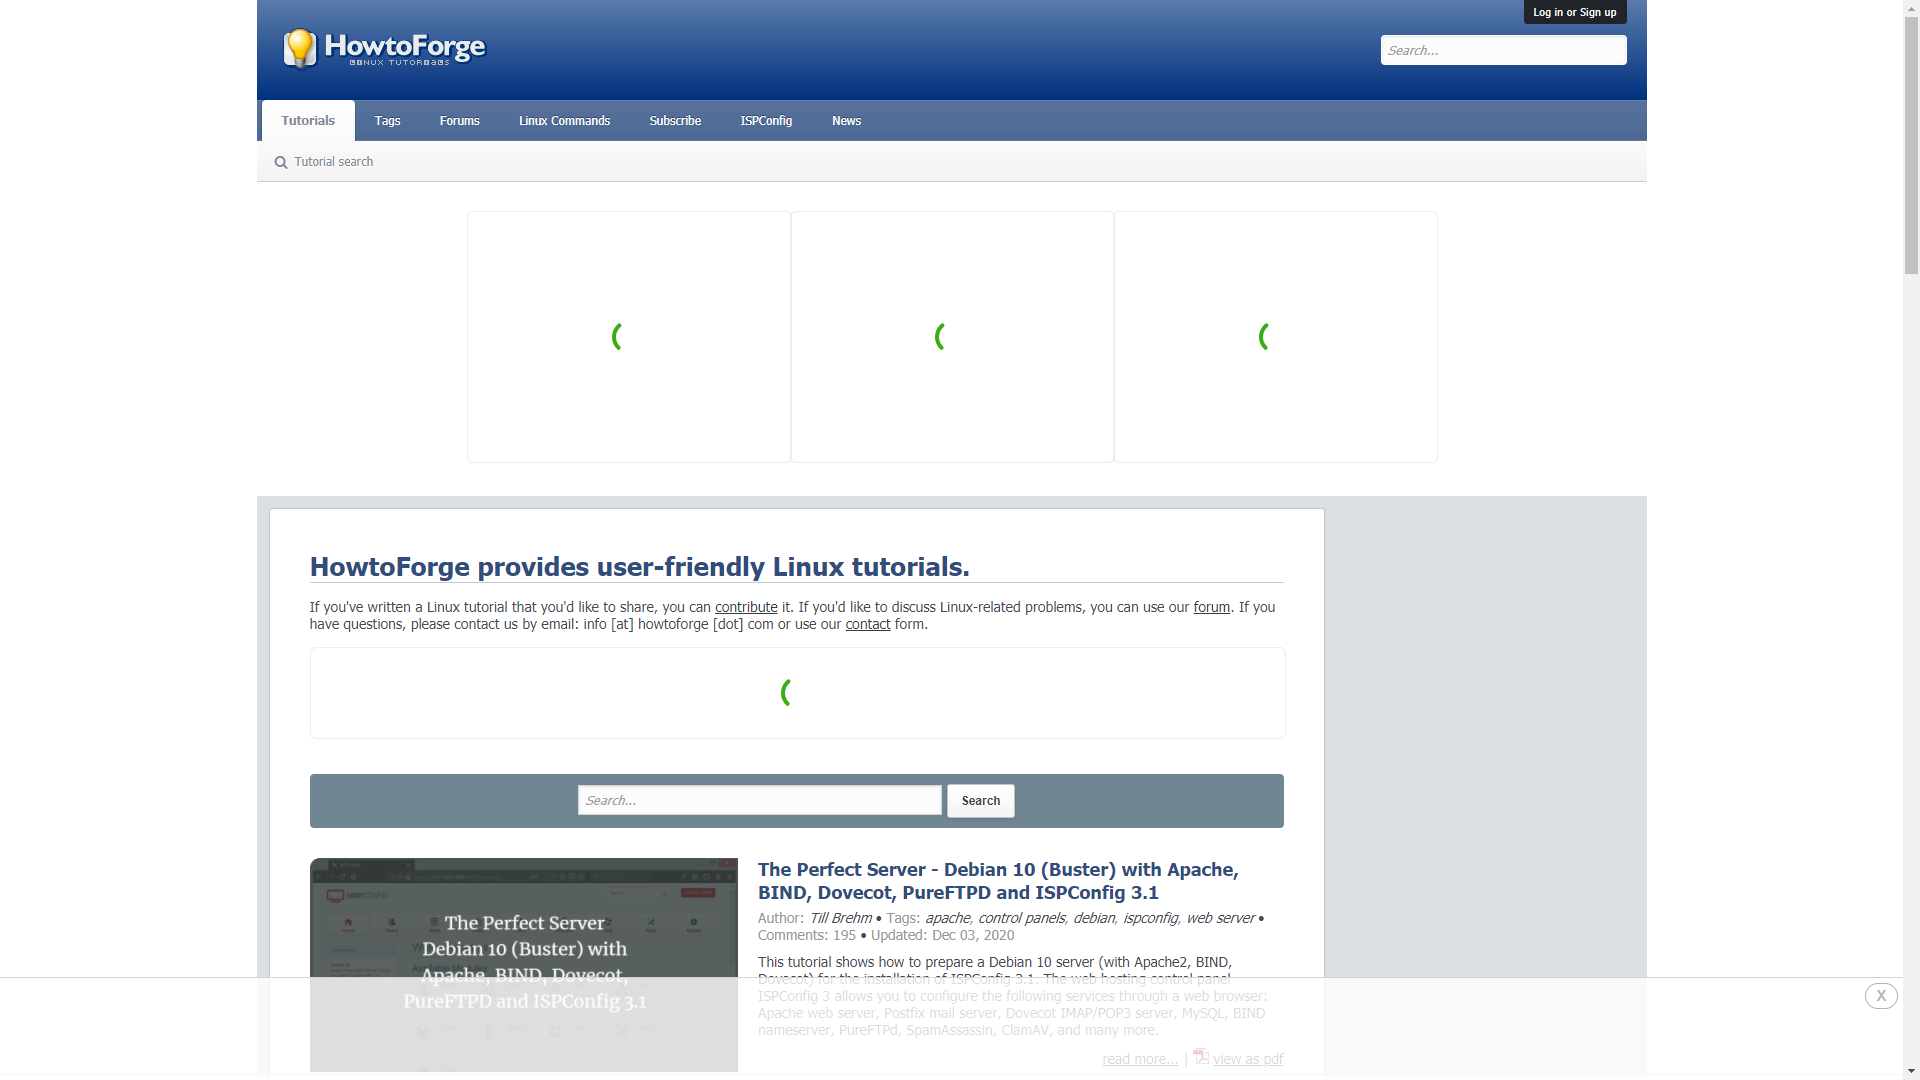 Log in or Sign up
HowtoForge
LINUX TUTORIALS
Search...
Tutorials
Tags
Forums
Linux Commands
Subscribe
ISPConfig
News
Tutorial search
HowtoForge provides user-friendly Linux tutorials.
If you've written a Linux tutorial that you'd like to share, you can contribute it. If you'd like to discuss Linux-related problems, you can use our forum. If you
have questions, please contact us by email: info [at] howtoforge [dot] com or use our contact form.
Search...
Search
The Perfect Server
Debian 10 (Buster) with
Apache, BIND, Dovecot,
PureFTPD and ISPConfig 3.1
The Perfect Server - Debian 10 (Buster) with Apache,
BIND, Dovecot, PureFTPD and ISPConfig 3.1
Author: Till Brehm • Tags: apache, control panels, debian, ispconfig, web server •
Comments: 195 • Updated: Dec 03, 2020
This tutorial shows how to prepare a Debian 10 server (with Apache2, BIND,
Dovecot) for the installation of ISPConfig 3.1. The web hosting control panel
ISPConfig 3 allows you to configure the following services through a web browser:
Apache web server, Postfix mail server, Dovecot IMAP/POP3 server, MySQL, BIND
nameserver, PureFTPd, SpamAssassin, ClamAV, and many more.
read more... | view as pdf
X